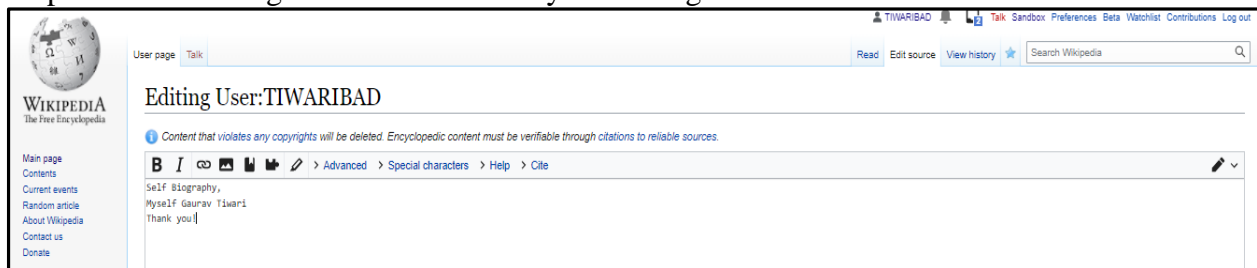 TIWARIBAD 2 Talk Sandbox Preferences Beta Watchlist Contributions Log out
User page Talk Read Edit source View history Search Wikipedia
WIKIPEDIA
The Free Encyclopedia
Editing User:TIWARIBAD
Content that violates any copyrights will be deleted. Encyclopedic content must be verifiable through citations to reliable sources.
B I > Advanced > Special characters > Help > Cite
Self Biography,
Myself Gaurav Tiwari
Thank you!
Main page
Contents
Current events
Random article
About Wikipedia
Contact us
Donate